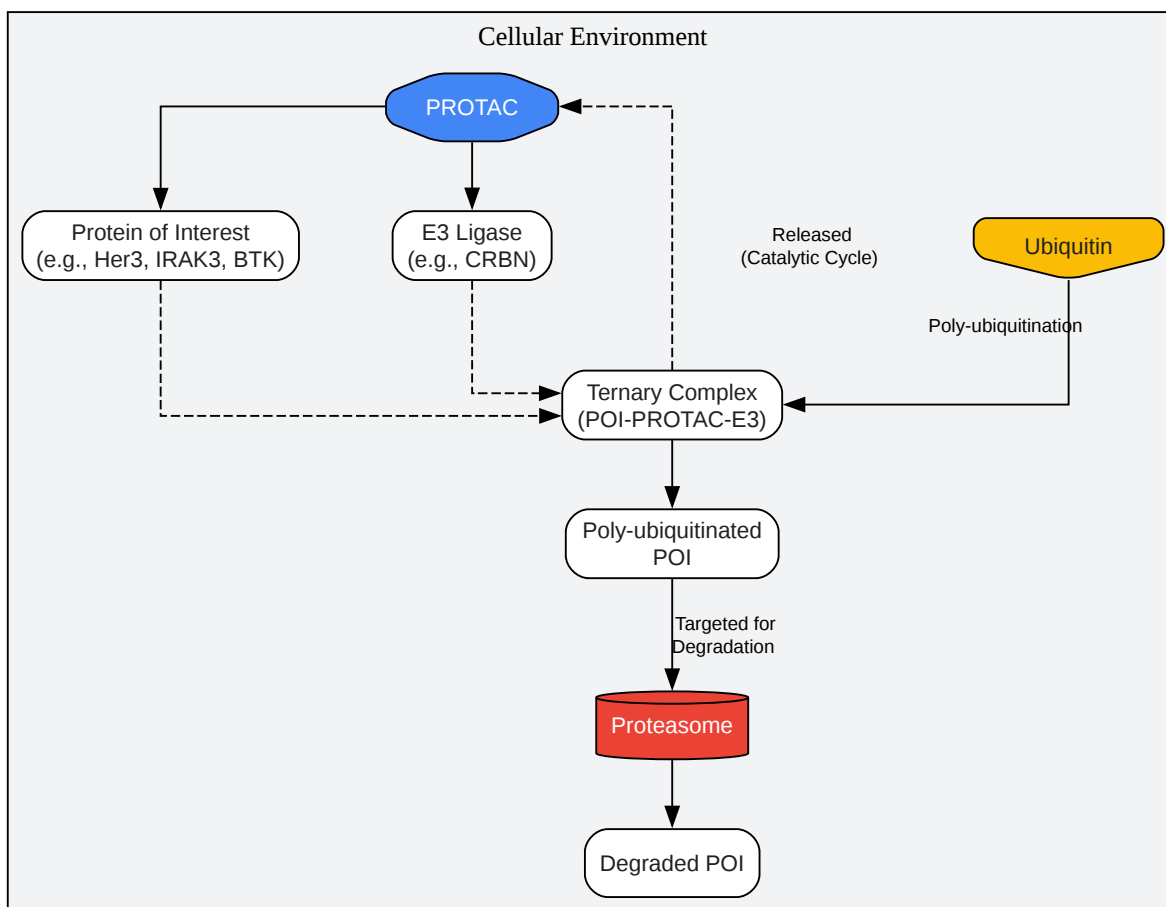 Cellular Environment
PROTAC
Protein of Interest
(e.g., Her3, IRAK3, BTK)
E3 Ligase
(e.g., CRBN)
Released
(Catalytic Cycle)
Ubiquitin
Poly-ubiquitination
Ternary Complex
(POI-PROTAC-E3)
Poly-ubiquitinated
POI
Targeted for
Degradation
Proteasome
Degraded POI